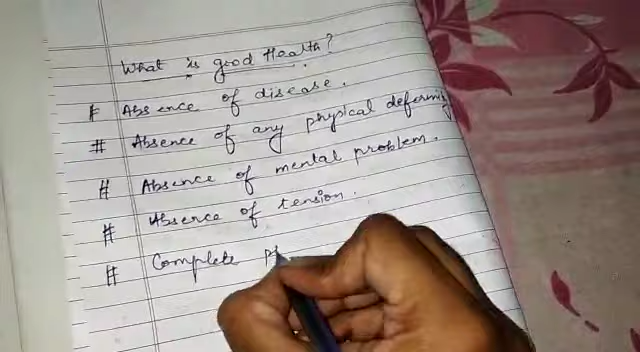 What is good Health?
# Absence of disease.
# Absence of any physical deformity
# Absence of mental problem.
# Absence of tension.
# Complete